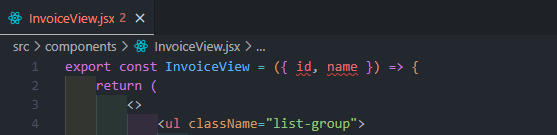 InvoiceView.jsx 2 ×
src > components > InvoiceView.jsx > ...
1 export const InvoiceView = ({ id, name }) => {
2 return (
3 <>
4 <ul className="list-group">